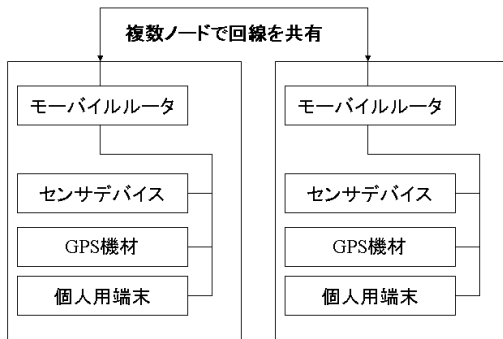 複数ノードで回線を共有
モーバイルルータ
センサデバイス
GPS機材
個人用端末
モーバイルルータ
センサデバイス
GPS機材
個人用端末